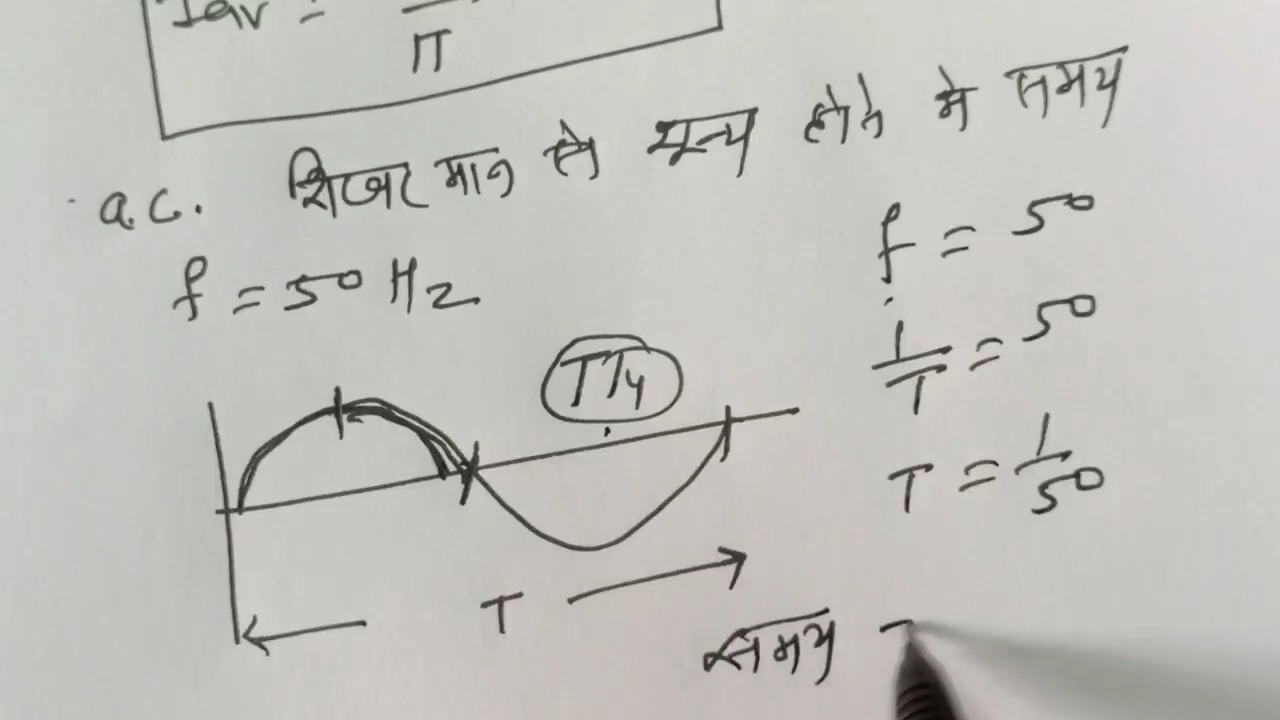 Iav =
π
a.c. शिखर मान से शून्य होने मे समय
f = 50 Hz
f = 50
1/T = 50
T = 1/50
T/4
T
समय